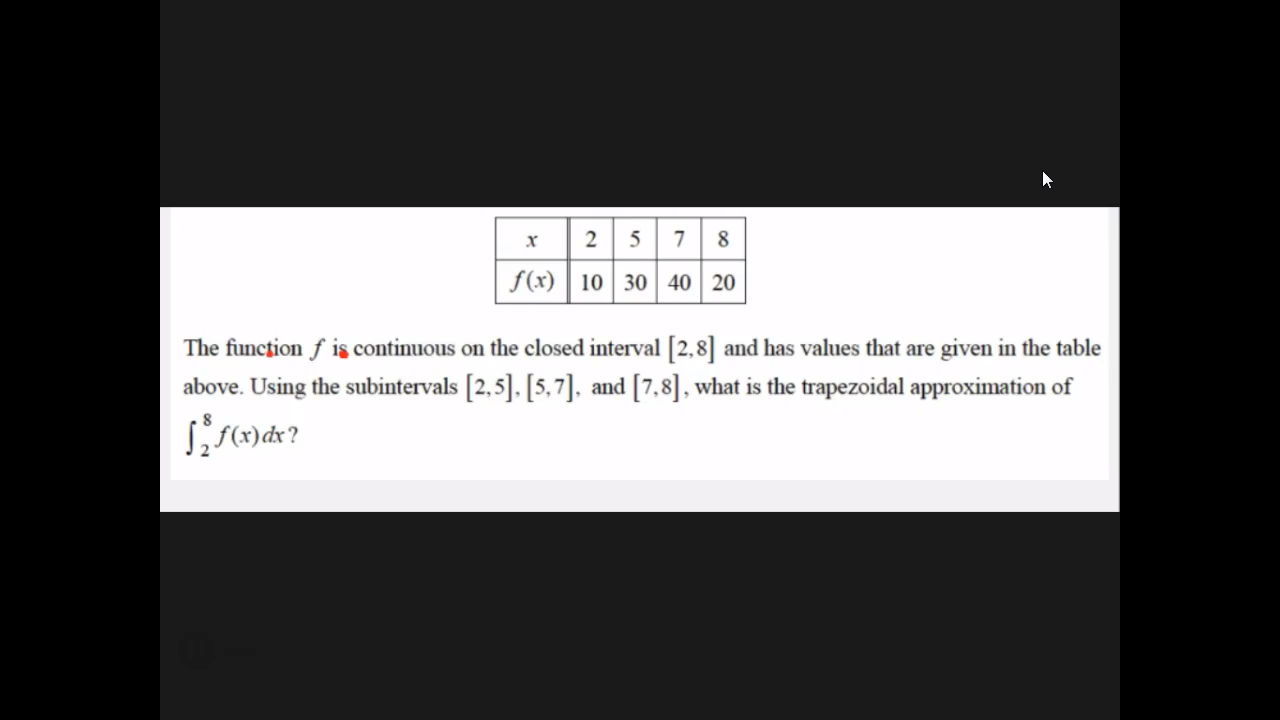 x 2 5 7 8
f(x) 10 30 40 20
The function f is continuous on the closed interval [2,8] and has values that are given in the table
above. Using the subintervals [2,5], [5,7], and [7,8], what is the trapezoidal approximation of
∫₂⁸ f(x)dx?